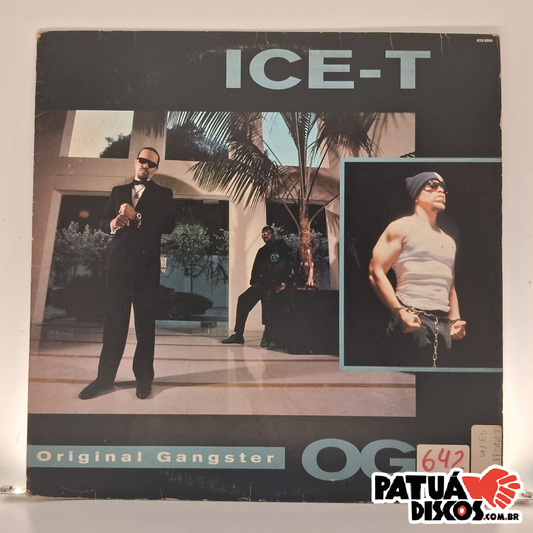 ICE-T
Original Gangster
OG
642
PATUÁ
DISCOS.COM.BR